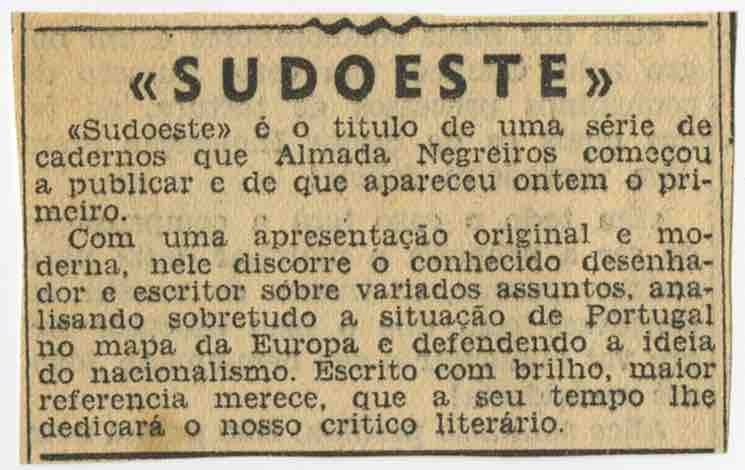 «SUDOESTE»
«Sudoeste» é o titulo de uma série de
cadernos que Almada Negreiros começou
a publicar e de que apareceu ontem o pri-
meiro.
Com uma apresentação original e mo-
derna, nele discorre o conhecido desenha-
dor e escritor sôbre variados assuntos, ana-
lisando sobretudo a situação de Portugal
no mapa da Europa e defendendo a ideia
do nacionalismo. Escrito com brilho, maior
referencia merece, que a seu tempo lhe
dedicará o nosso critico literário.